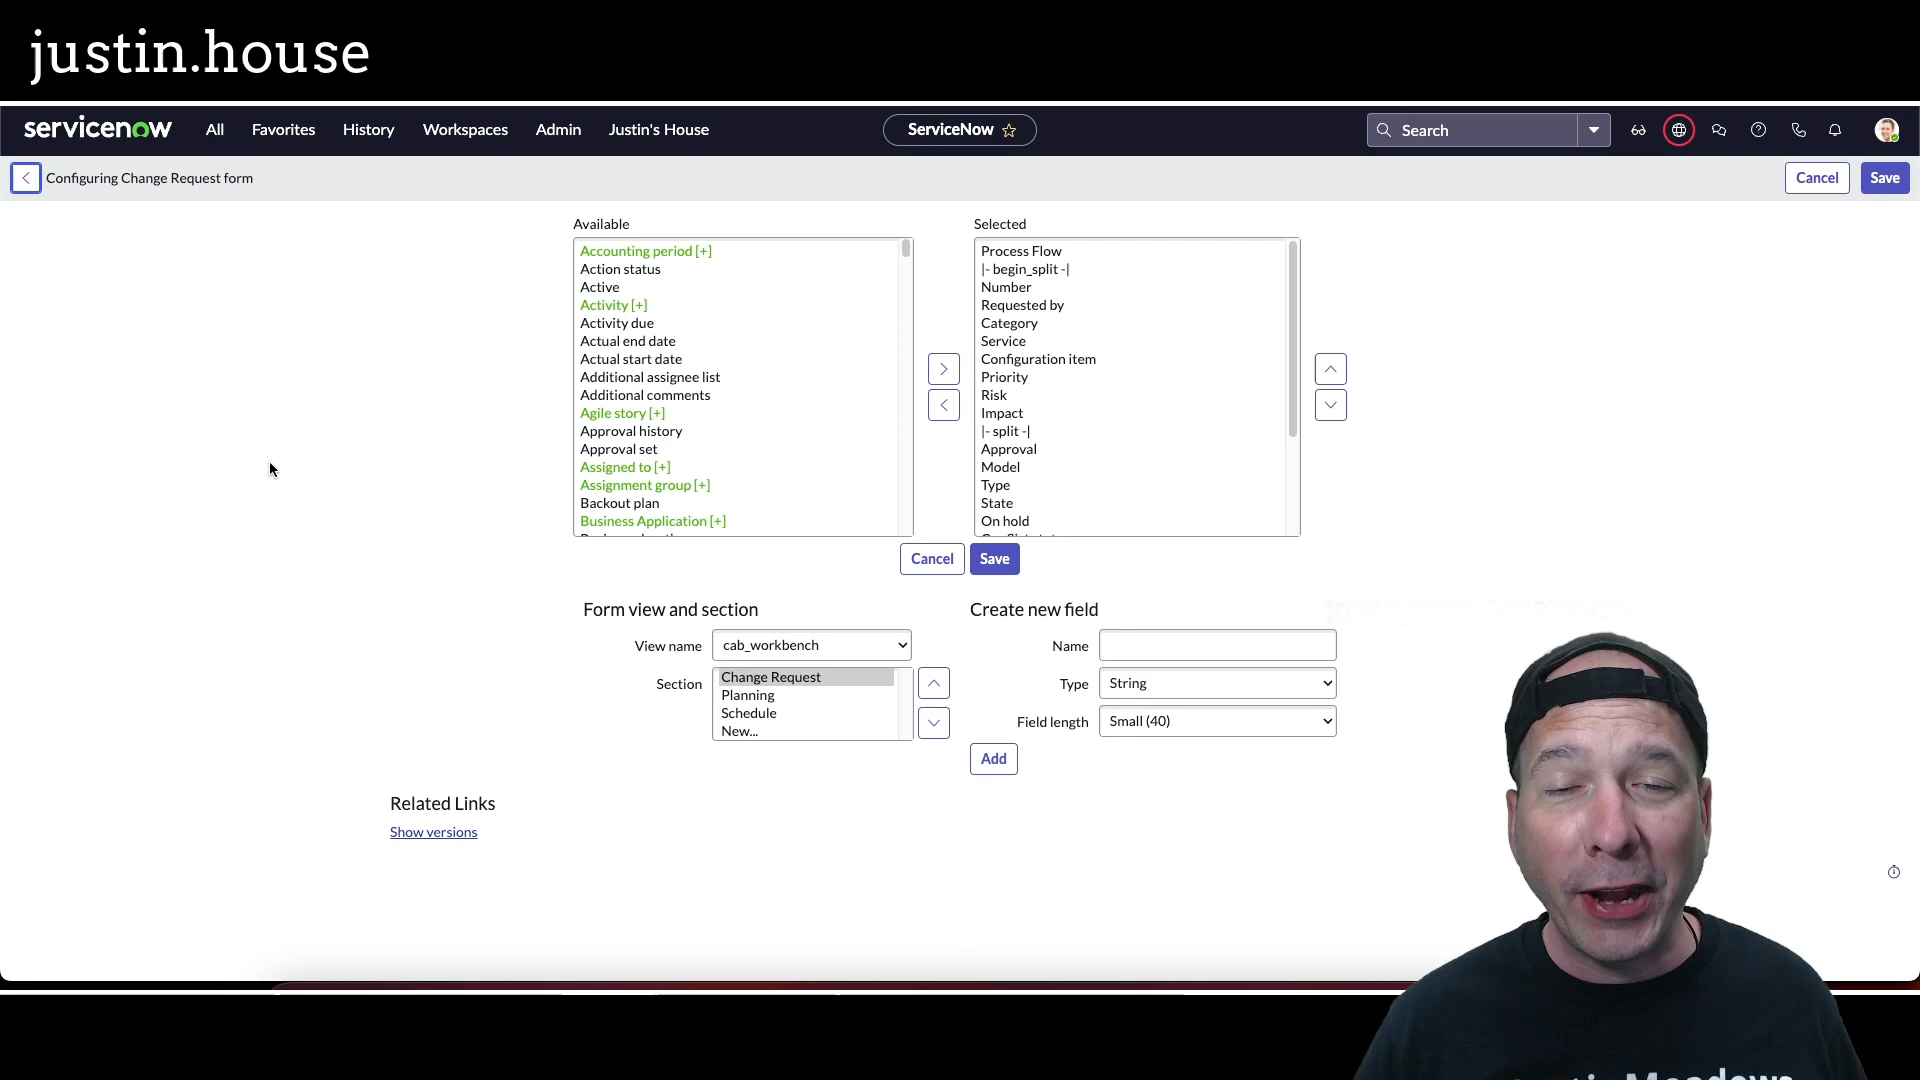 justin.house
servicenow All Favorites History Workspaces Admin Justin's House ServiceNow Search
Configuring Change Request form Cancel Save
Available Selected
Accounting period [+]
Action status
Active
Activity [+]
Activity due
Actual end date
Actual start date
Additional assignee list
Additional comments
Agile story [+]
Approval history
Approval set
Assigned to [+]
Assignment group [+]
Backout plan
Business Application [+]
Process Flow
|- begin_split -|
Number
Requested by
Category
Service
Configuration item
Priority
Risk
Impact
|- split -|
Approval
Model
Type
State
On hold
Cancel Save
Form view and section
View name cab_workbench
Section Change Request
Planning
Schedule
New...
Create new field
Name
Type String
Field length Small (40)
Add
Related Links
Show versions